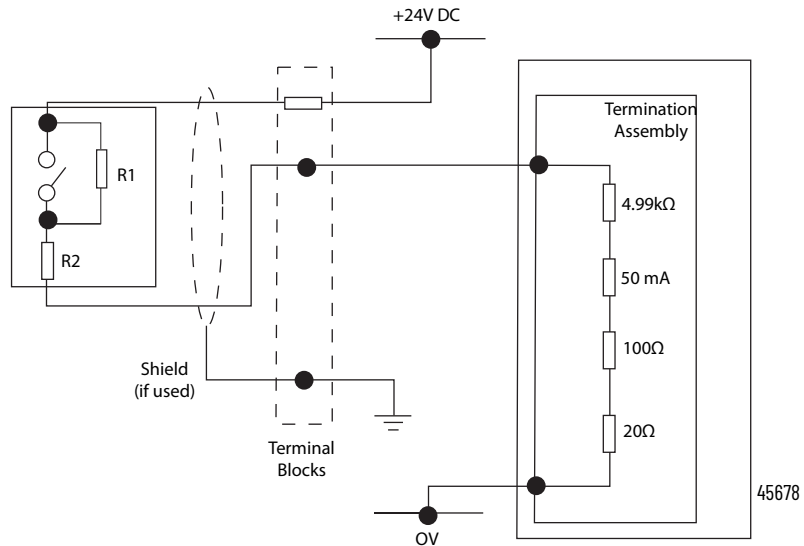 +24V DC
Termination
Assembly
R1
4.99kΩ
R2
50 mA
100Ω
Shield
(if used)
20Ω
Terminal
Blocks
45678
OV